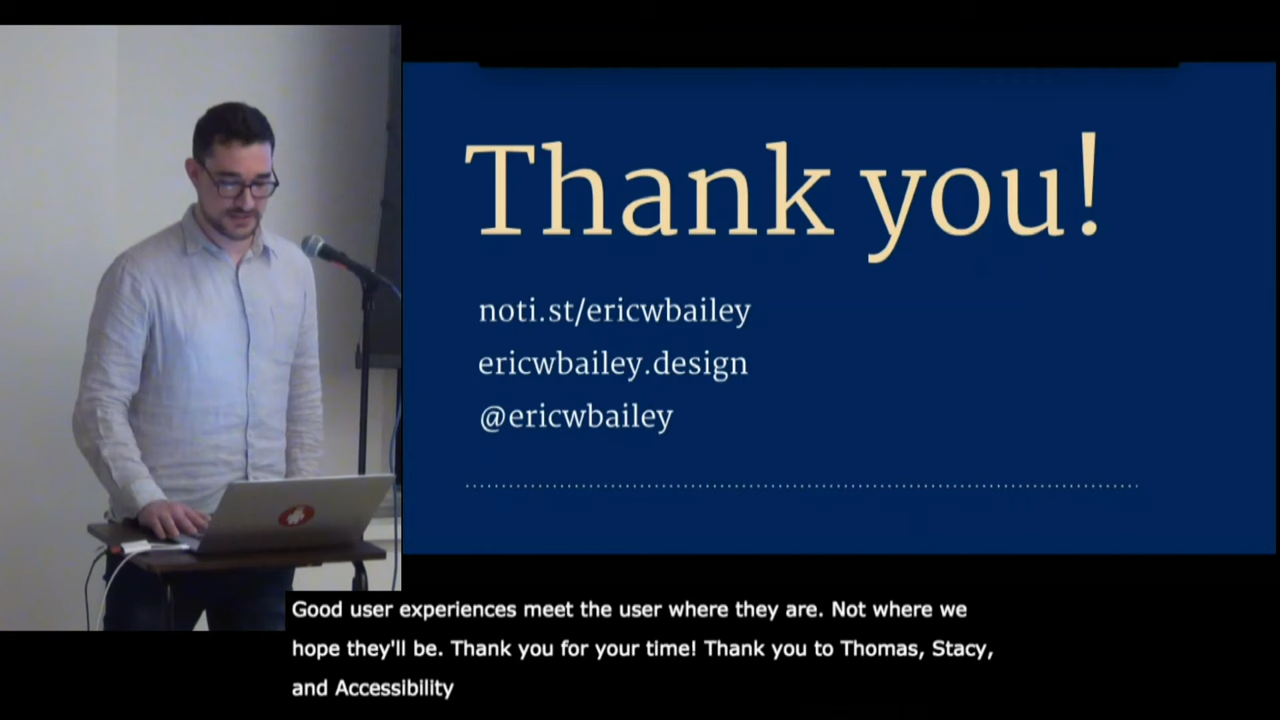 Thank you!
noti.st/ericwbailey
ericwbailey.design
@ericwbailey
Good user experiences meet the user where they are. Not where we
hope they'll be. Thank you for your time! Thank you to Thomas, Stacy,
and Accessibility